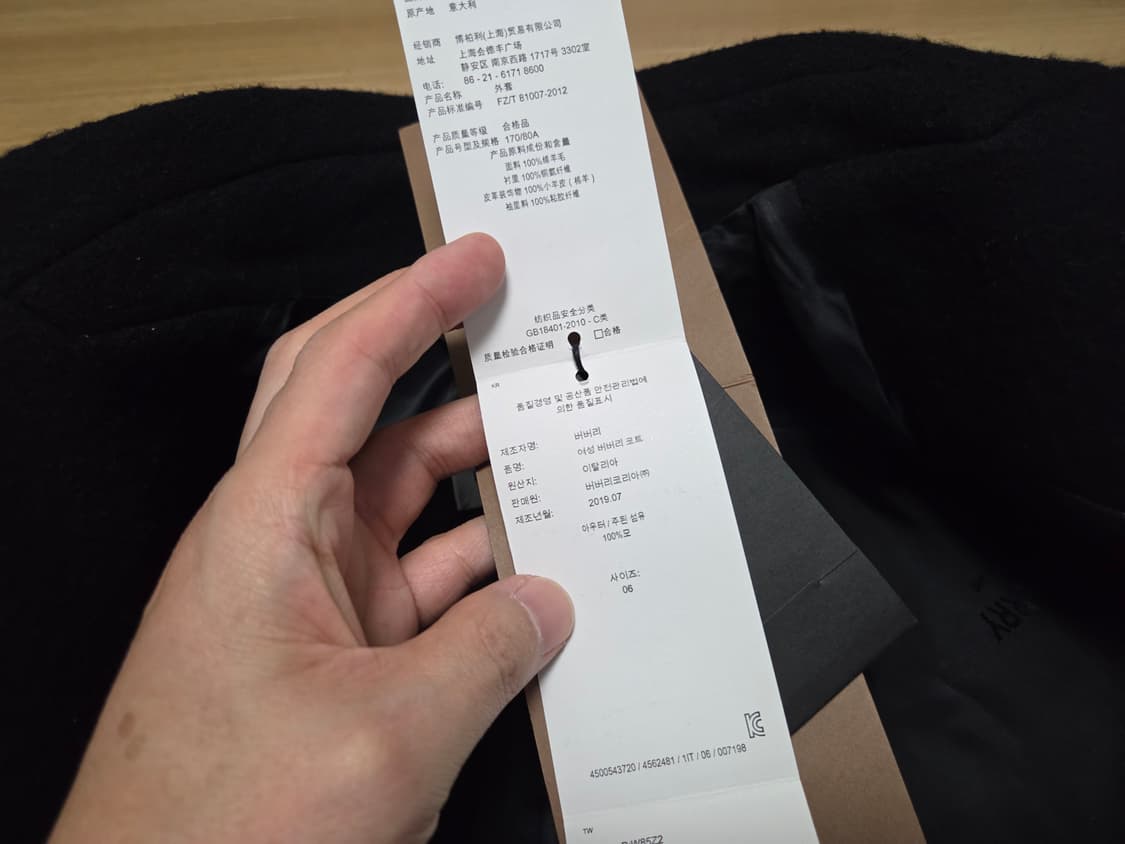 原产地 意大利
经销商 博柏利(上海)贸易有限公司
地址 上海会德丰广场
静安区 南京西路 1717号 3302室
电话: 86 - 21 - 6171 8600
产品名称 外套
产品标准编号 FZ/T 81007-2012
产品质量等级 合格品
产品号型及规格 170/80A
产品原料成份和含量
面料 100%绵羊毛
衬里 100%铜氨纤维
皮革装饰物 100%小羊皮 ( 绵羊 )
袖里料 100%粘胶纤维
纺织品安全分类
GB18401-2010 - C类
质量检验合格证明 □合格
KR
품질경영 및 공산품 안전관리법에
의한 품질표시
제조자명: 버버리
품명: 여성 버버리 코트
원산지: 이탈리아
판매원: 버버리코리아㈜
제조년월: 2019.07
아우터 / 주된 섬유
100%모
사이즈:
06
4500543720 / 4562481 / 1IT / 06 / 007198
TW